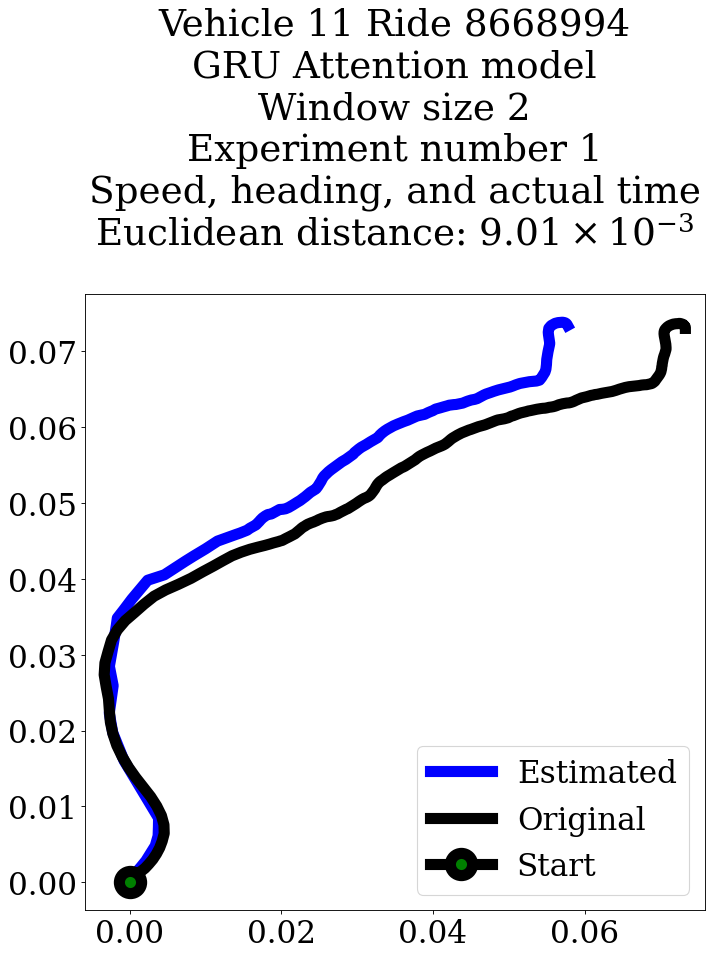 Vehicle 11 Ride 8668994
GRU Attention model
Window size 2
Experiment number 1
Speed, heading, and actual time
Euclidean distance: 9.01 × 10⁻³
0.07
0.06
0.05
0.04
0.03
0.02
0.01
0.00
Estimated
Original
Start
0.00 0.02 0.04 0.06